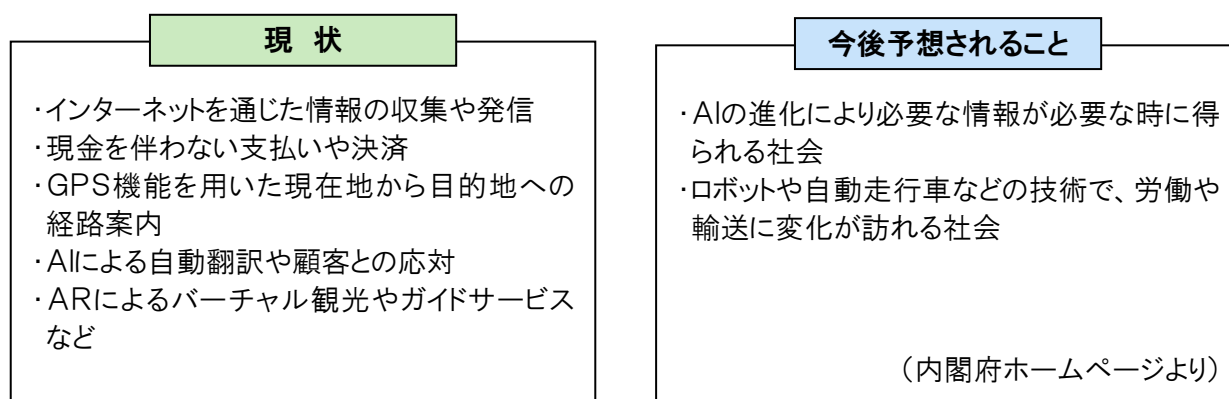 現 状
・インターネットを通じた情報の収集や発信
・現金を伴わない支払いや決済
・GPS機能を用いた現在地から目的地への
経路案内
・AIによる自動翻訳や顧客との応対
・ARによるバーチャル観光やガイドサービス
など
今後予想されること
・AIの進化により必要な情報が必要な時に得
られる社会
・ロボットや自動走行車などの技術で、労働や
輸送に変化が訪れる社会
（内閣府ホームページより）